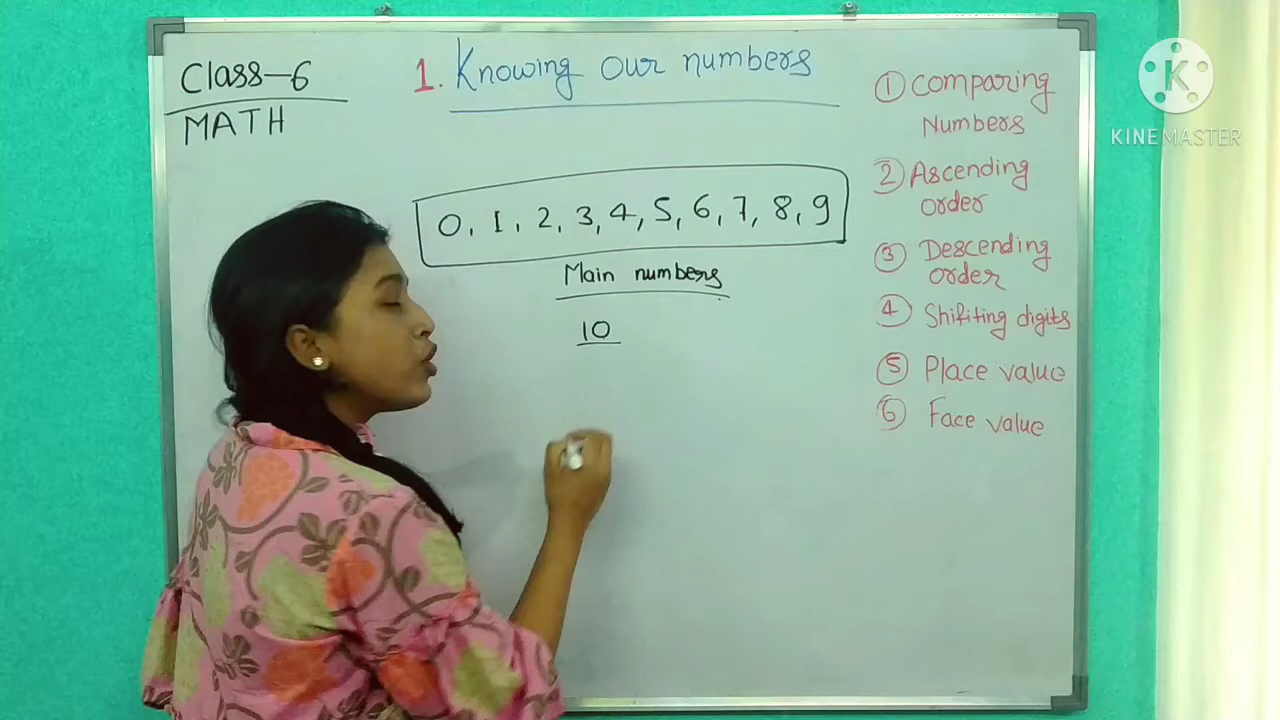 Class-6
MATH
1. Knowing our numbers
0, 1, 2, 3, 4, 5, 6, 7, 8, 9
Main numbers
10
① Comparing
Numbers
② Ascending
order
③ Descending
order
④ Shifiting digits
⑤ Place value
⑥ Face value
K
KINEMASTER